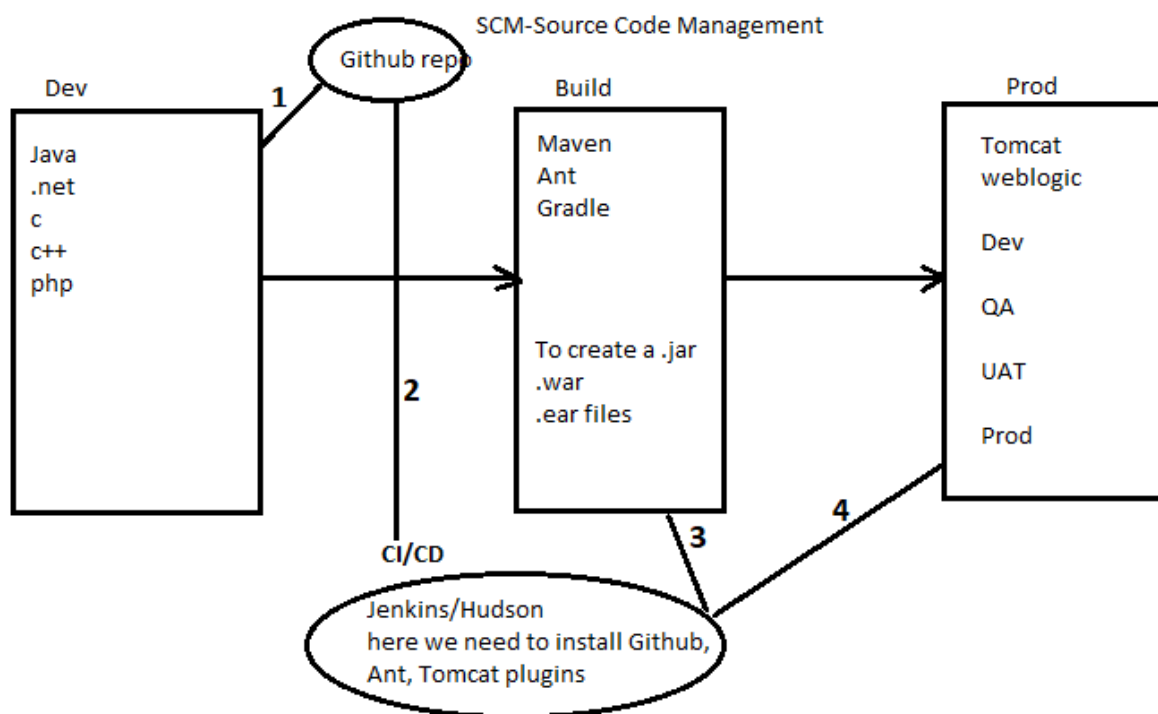 SCM-Source Code Management
Github repo
Dev
Build
Prod
1
Java
.net
c
c++
php
Maven
Ant
Gradle
To create a .jar
.war
.ear files
Tomcat
weblogic
Dev
QA
UAT
Prod
2
3
4
CI/CD
Jenkins/Hudson
here we need to install Github,
Ant, Tomcat plugins